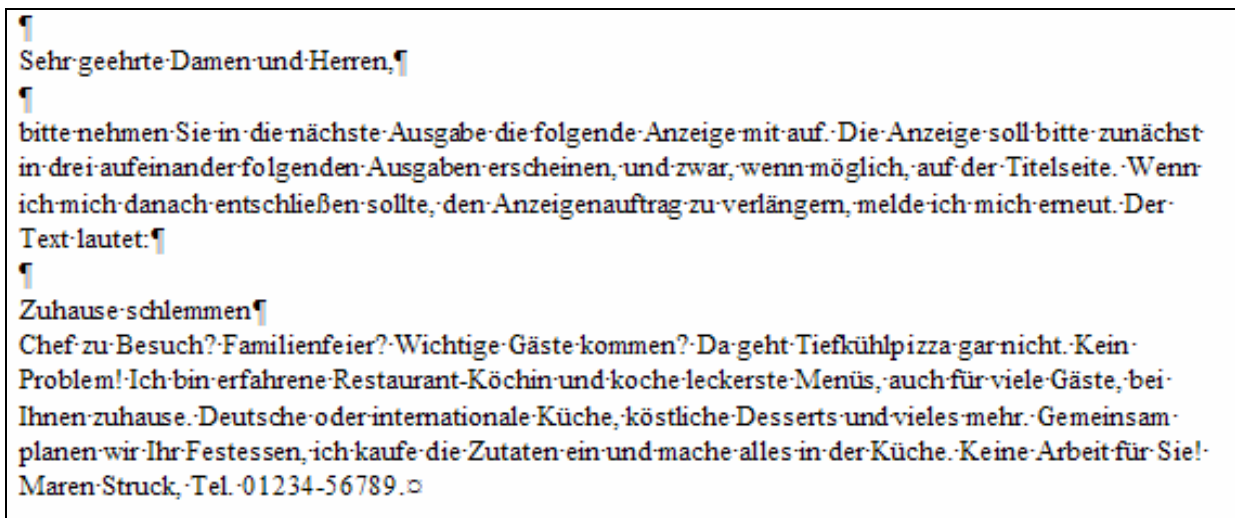 ¶
Sehr·geehrte·Damen·und·Herren,¶
¶
bitte·nehmen·Sie·in·die·nächste·Ausgabe·die·folgende·Anzeige·mit·auf.·Die·Anzeige·soll·bitte·zunächst·
in·drei·aufeinander·folgenden·Ausgaben·erscheinen,·und·zwar,·wenn·möglich,·auf·der·Titelseite.·Wenn·
ich·mich·danach·entschließen·sollte,·den·Anzeigenauftrag·zu·verlängern,·melde·ich·mich·erneut.·Der·
Text·lautet:¶
¶
Zuhause·schlemmen¶
Chef·zu·Besuch?·Familienfeier?·Wichtige·Gäste·kommen?·Da·geht·Tiefkühlpizza·gar·nicht.·Kein·
Problem!·Ich·bin·erfahrene·Restaurant-Köchin·und·koche·leckerste·Menüs,·auch·für·viele·Gäste,·bei·
Ihnen·zuhause.·Deutsche·oder·internationale·Küche,·köstliche·Desserts·und·vieles·mehr.·Gemeinsam·
planen·wir·Ihr·Festessen,·ich·kaufe·die·Zutaten·ein·und·mache·alles·in·der·Küche.·Keine·Arbeit·für·Sie!·
Maren·Struck,·Tel.·01234-56789.¤